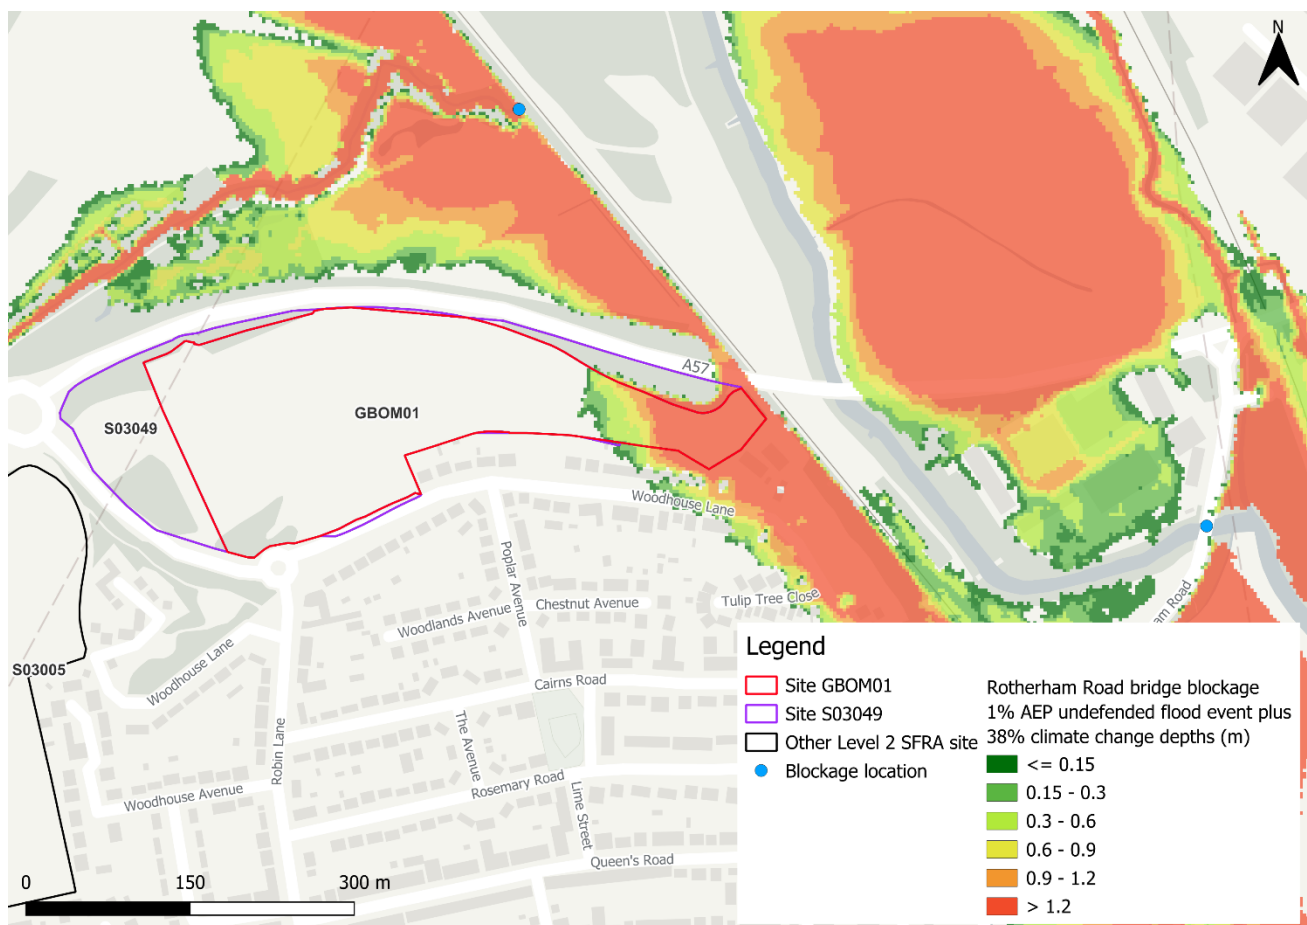 N
A57
GBOM01
S03049
Woodhouse Lane
Poplar Avenue
Chestnut Avenue
Tulip Tree Close
Woodlands Avenue
Woodhouse Lane
S03005
Cairns Road
The Avenue
Robin Lane
Rosemary Road
Woodhouse Avenue
Lime Street
Queen's Road
am Road
0 150 300 m
Legend
Site GBOM01
Site S03049
Other Level 2 SFRA site
Blockage location
Rotherham Road bridge blockage
1% AEP undefended flood event plus
38% climate change depths (m)
<= 0.15
0.15 - 0.3
0.3 - 0.6
0.6 - 0.9
0.9 - 1.2
> 1.2